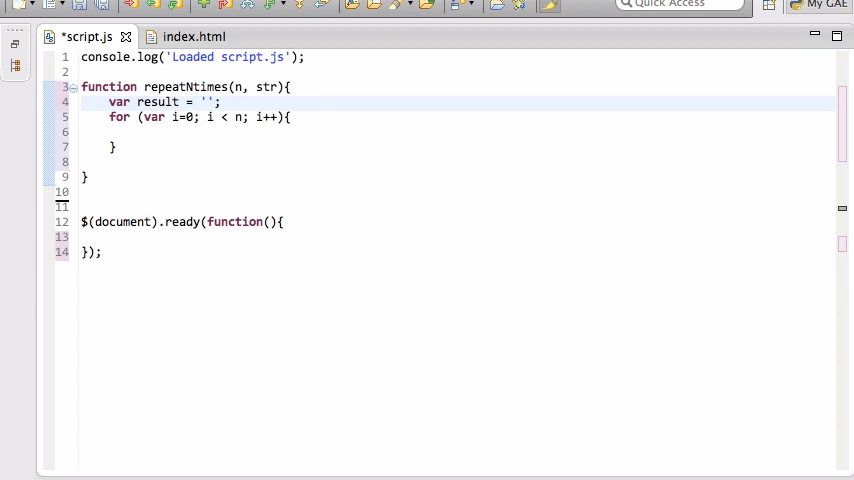 Quick Access
My GAE
*script.js
index.html
1 console.log('Loaded script.js');
2
3 function repeatNtimes(n, str){
4 var result = '';
5 for (var i=0; i < n; i++){
6
7 }
8
9 }
10
11
12 $(document).ready(function(){
13
14 });